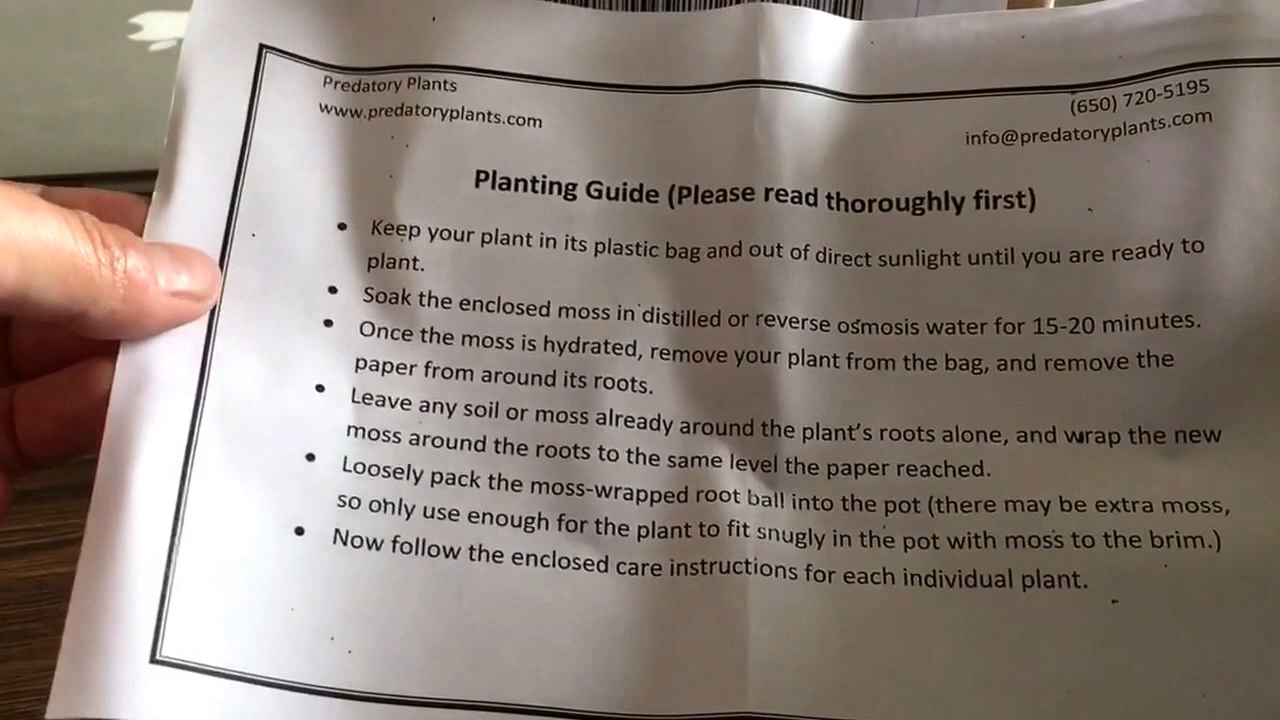 Predatory Plants
(650) 720-5195
www.predatoryplants.com
info@predatoryplants.com
Planting Guide (Please read thoroughly first)
• Keep your plant in its plastic bag and out of direct sunlight until you are ready to
plant.
• Soak the enclosed moss in distilled or reverse osmosis water for 15-20 minutes.
• Once the moss is hydrated, remove your plant from the bag, and remove the
paper from around its roots.
• Leave any soil or moss already around the plant's roots alone, and wrap the new
moss around the roots to the same level the paper reached.
• Loosely pack the moss-wrapped root ball into the pot (there may be extra moss,
so only use enough for the plant to fit snugly in the pot with moss to the brim.)
• Now follow the enclosed care instructions for each individual plant.